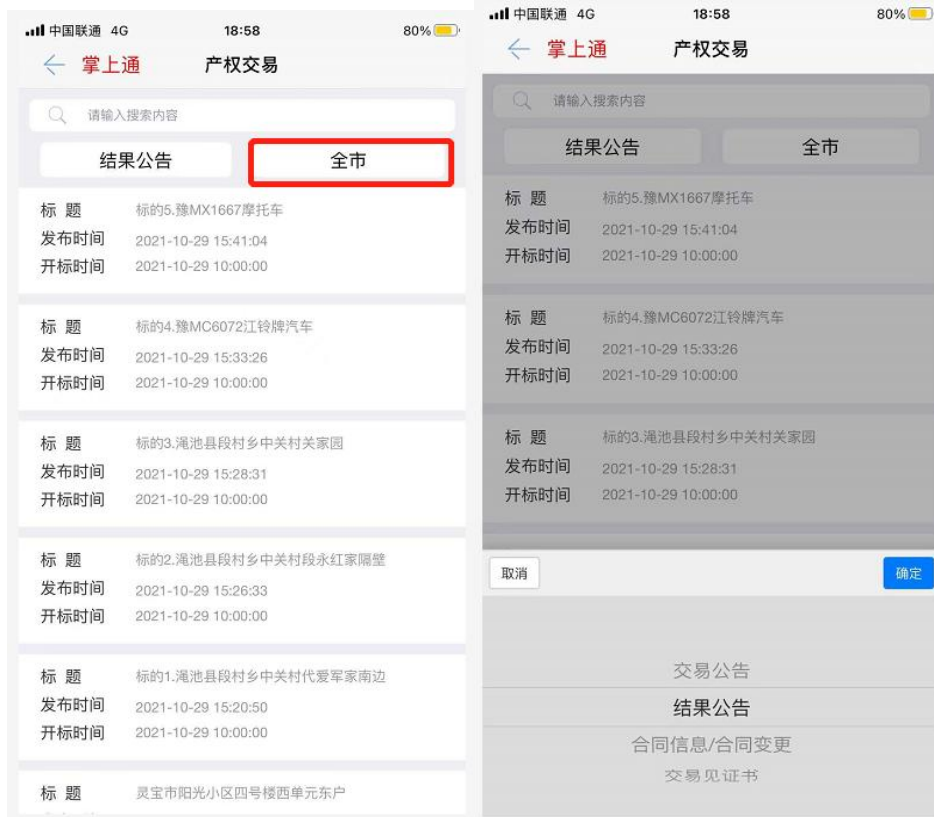 中国联通 4G 18:58 80%
掌上通 产权交易
请输入搜索内容
结果公告 全市
标 题 标的5.豫MX1667摩托车
发布时间 2021-10-29 15:41:04
开标时间 2021-10-29 10:00:00
标 题 标的4.豫MC6072江铃牌汽车
发布时间 2021-10-29 15:33:26
开标时间 2021-10-29 10:00:00
标 题 标的3.渑池县段村乡中关村关家园
发布时间 2021-10-29 15:28:31
开标时间 2021-10-29 10:00:00
标 题 标的2.渑池县段村乡中关村段永红家隔壁
发布时间 2021-10-29 15:26:33
开标时间 2021-10-29 10:00:00
标 题 标的1.渑池县段村乡中关村代爱军家南边
发布时间 2021-10-29 15:20:50
开标时间 2021-10-29 10:00:00
标 题 灵宝市阳光小区四号楼西单元东户
中国联通 4G 18:58 80%
掌上通 产权交易
请输入搜索内容
结果公告 全市
标 题 标的5.豫MX1667摩托车
发布时间 2021-10-29 15:41:04
开标时间 2021-10-29 10:00:00
标 题 标的4.豫MC6072江铃牌汽车
发布时间 2021-10-29 15:33:26
开标时间 2021-10-29 10:00:00
标 题 标的3.渑池县段村乡中关村关家园
发布时间 2021-10-29 15:28:31
开标时间 2021-10-29 10:00:00
取消 确定
交易公告
结果公告
合同信息/合同变更
交易见证书